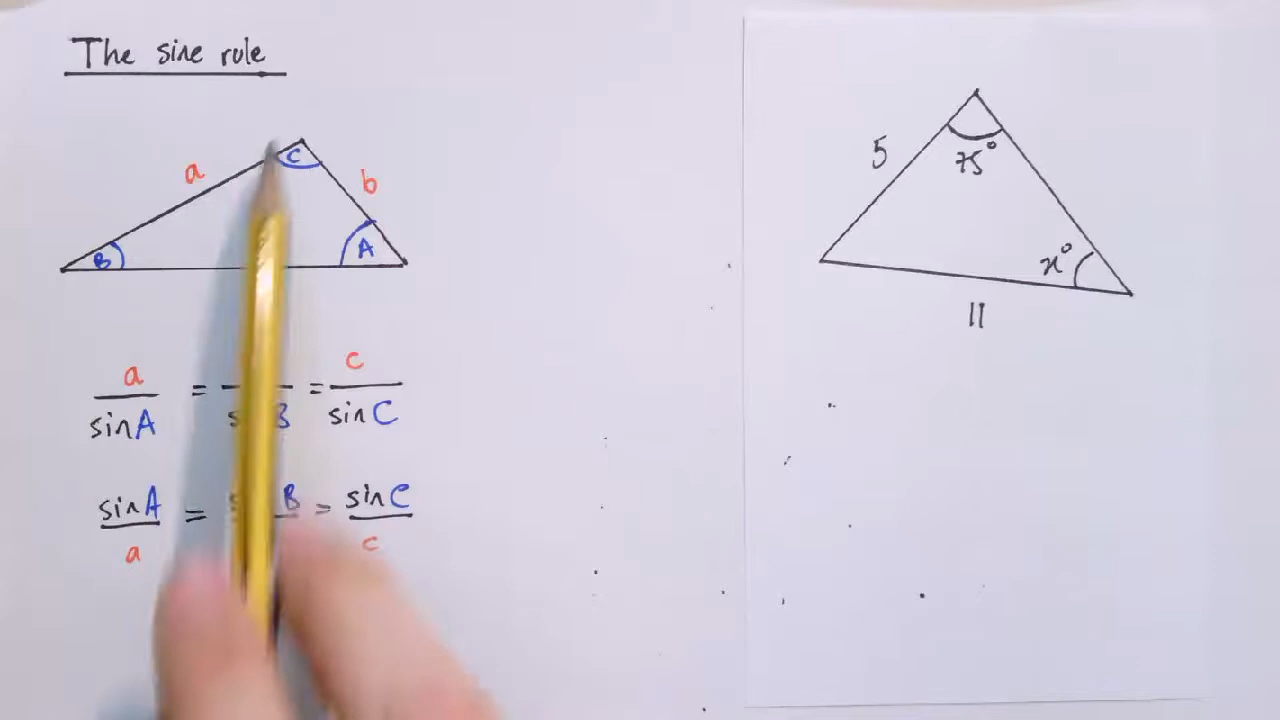 The sine rule
a
C
b
B
A
a = = c
sinA B sinC
sinA = B = sinC
a c
5
75°
x°
11